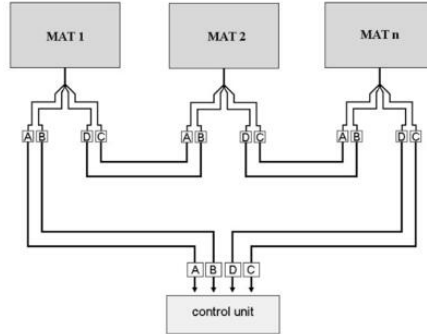 MAT 1 MAT 2 MAT n
A B D C A B D C A B D C
A B D C
control unit